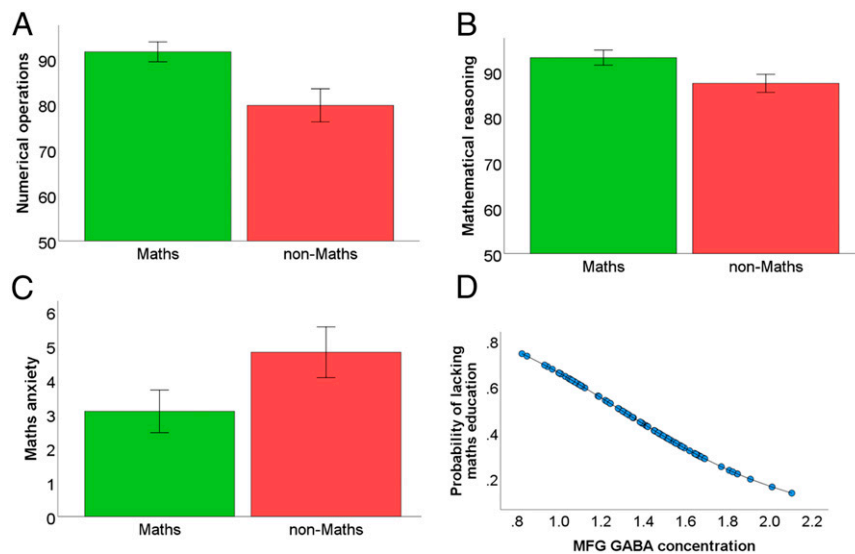 A
Numerical operations
90
80
70
60
50
Maths
non-Maths
B
Mathematical reasoning
90
80
70
60
50
Maths
non-Maths
C
Maths anxiety
6
5
4
3
2
1
0
Maths
non-Maths
D
Probability of lacking
maths education
.8
.6
.4
.2
.8
1.0
1.2
1.4
1.6
1.8
2.0
2.2
MFG GABA concentration